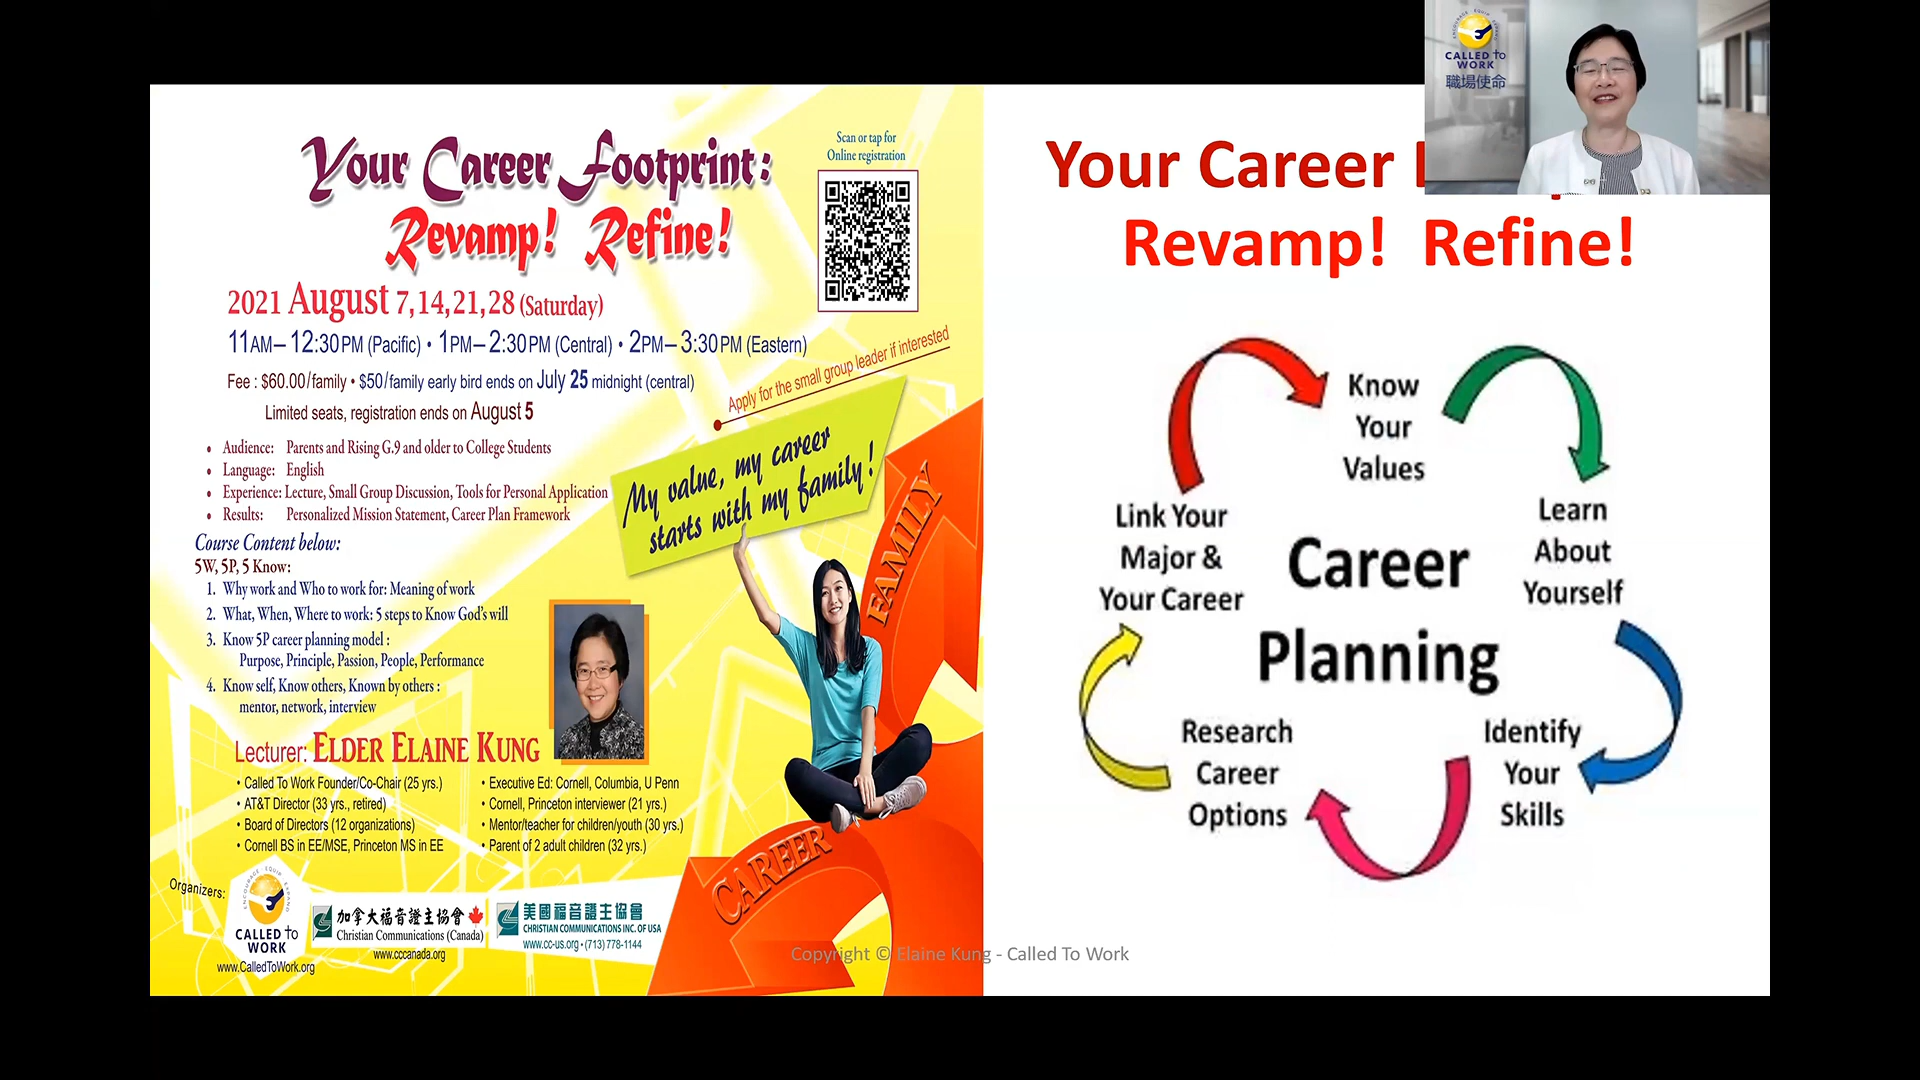 Your Career Footprint:
Revamp! Refine!
Scan or tap for
Online registration
2021 August 7,14,21,28 (Saturday)
11AM– 12:30PM (Pacific) • 1PM– 2:30PM (Central) • 2PM– 3:30PM (Eastern)
Fee : $60.00/family • $50/family early bird ends on July 25 midnight (central)
Limited seats, registration ends on August 5
Apply for the small group leader if interested
• Audience: Parents and Rising G.9 and older to College Students
• Language: English
• Experience: Lecture, Small Group Discussion, Tools for Personal Application
• Results: Personalized Mission Statement, Career Plan Framework
My value, my career
starts with my family!
FAMILY
CAREER
Course Content below:
5W, 5P, 5 Know:
1. Why work and Who to work for: Meaning of work
2. What, When, Where to work: 5 steps to Know God's will
3. Know 5P career planning model :
Purpose, Principle, Passion, People, Performance
4. Know self, Know others, Known by others :
mentor, network, interview
Lecturer: ELDER ELAINE KUNG
• Called To Work Founder/Co-Chair (25 yrs.)
• AT&T Director (33 yrs., retired)
• Board of Directors (12 organizations)
• Cornell BS in EE/MSE, Princeton MS in EE
• Executive Ed: Cornell, Columbia, U Penn
• Cornell, Princeton interviewer (21 yrs.)
• Mentor/teacher for children/youth (30 yrs.)
• Parent of 2 adult children (32 yrs.)
Organizers:
ENCOURAGE EQUIP EXPAND
CALLED to
WORK
www.CalledToWork.org
加拿大福音證主協會
Christian Communications (Canada)
www.cccanada.org
美國福音證主協會
CHRISTIAN COMMUNICATIONS INC. OF USA
www.cc-us.org • (713) 778-1144
Your Career
Revamp! Refine!
Know
Your
Values
Learn
About
Yourself
Identify
Your
Skills
Research
Career
Options
Link Your
Major &
Your Career
Career
Planning
Copyright © Elaine Kung - Called To Work
ENCOURAGE EQUIP EXPAND
CALLED to
WORK
職場使命